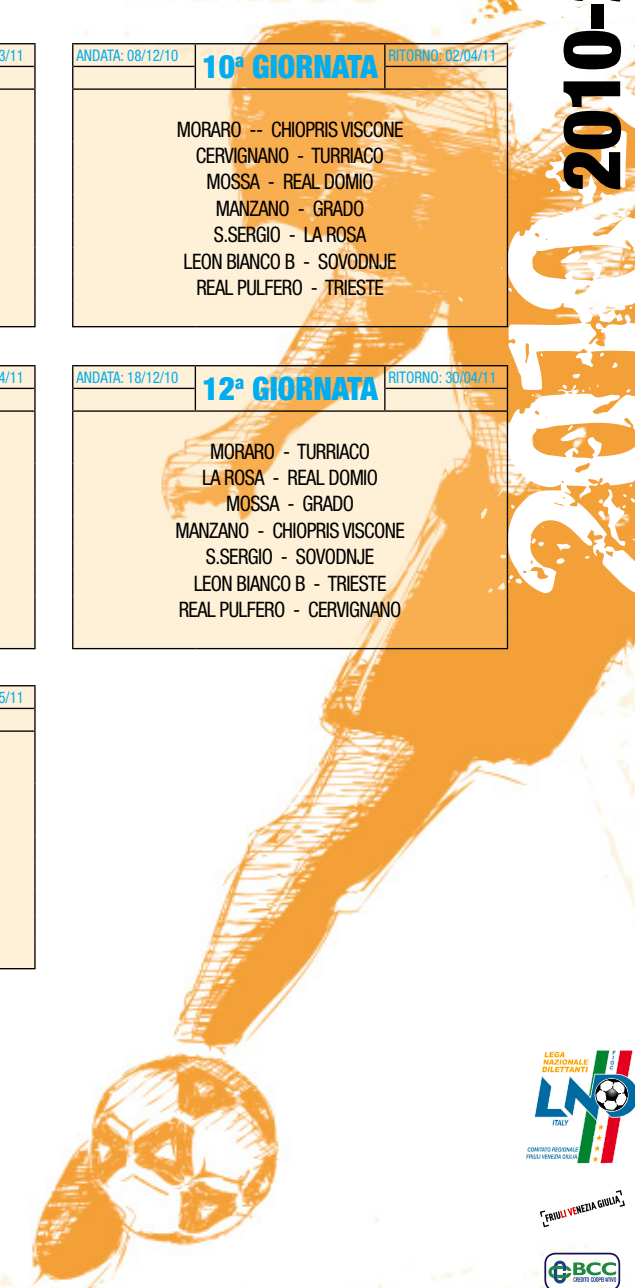 3/11
ANDATA: 08/12/10
10ª GIORNATA
RITORNO: 02/04/11
MORARO -- CHIOPRIS VISCONE
CERVIGNANO - TURRIACO
MOSSA - REAL DOMIO
MANZANO - GRADO
S.SERGIO - LA ROSA
LEON BIANCO B - SOVODNJE
REAL PULFERO - TRIESTE
4/11
ANDATA: 18/12/10
12ª GIORNATA
RITORNO: 30/04/11
MORARO - TURRIACO
LA ROSA - REAL DOMIO
MOSSA - GRADO
MANZANO - CHIOPRIS VISCONE
S.SERGIO - SOVODNJE
LEON BIANCO B - TRIESTE
REAL PULFERO - CERVIGNANO
5/11
2010-
2010
LEGA
NAZIONALE
DILETTANTI
FIGC
LND
ITALY
COMITATO REGIONALE
FRIULI VENEZIA GIULIA
FRIULI VENEZIA GIULIA
BCC
CREDITO COOPERATIVO